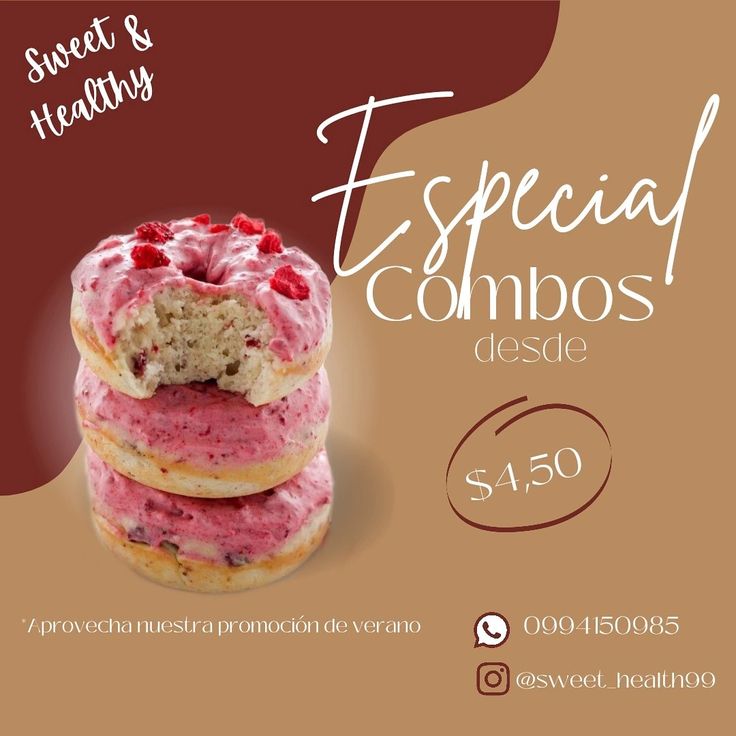 Sweet &
Healthy
Especial
Combos
desde
$4,50
*Aprovecha nuestra promoción de verano
0994150985
@sweet_health99